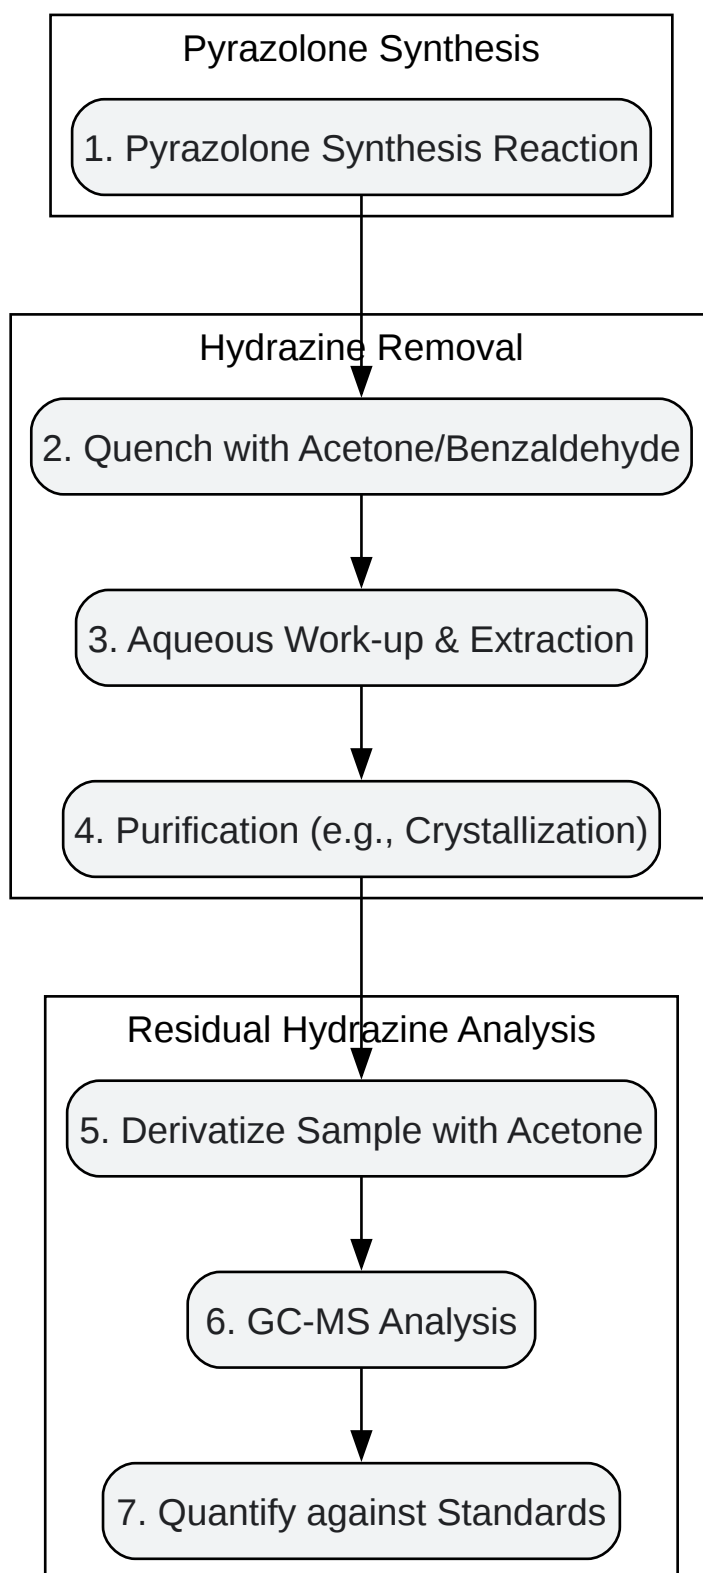 Pyrazolone Synthesis
1. Pyrazolone Synthesis Reaction
Hydrazine Removal
2. Quench with Acetone/Benzaldehyde
3. Aqueous Work-up & Extraction
4. Purification (e.g., Crystallization)
Residual Hydrazine Analysis
5. Derivatize Sample with Acetone
6. GC-MS Analysis
7. Quantify against Standards